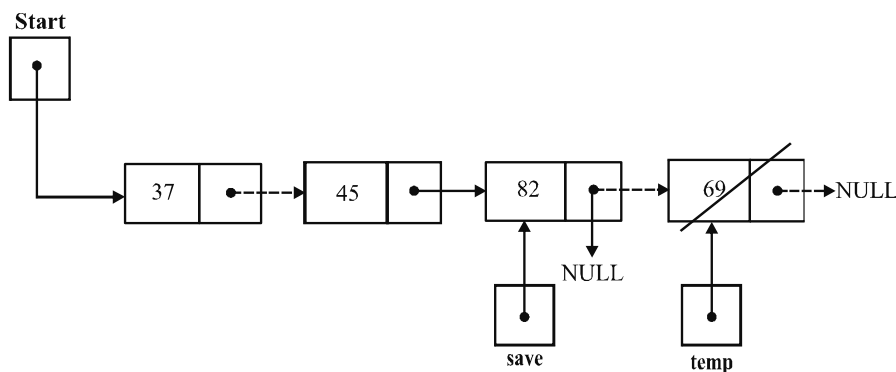 Start
37
45
82
69
NULL
NULL
save
temp